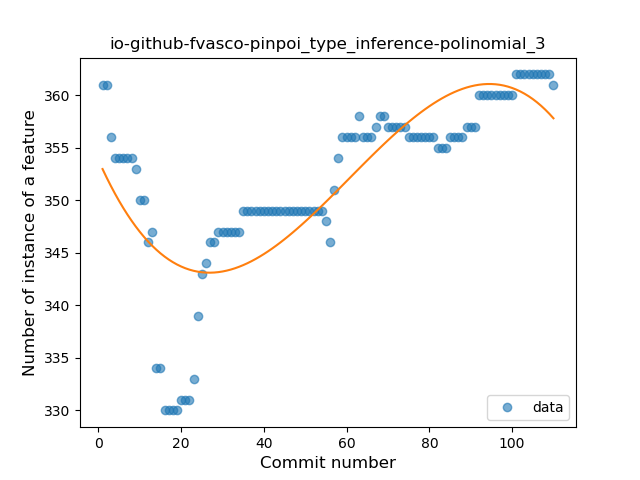 io-github-fvasco-pinpoi_type_inference-polinomial_3
Number of instance of a feature
360
355
350
345
340
335
330
0 20 40 60 80 100
Commit number
data